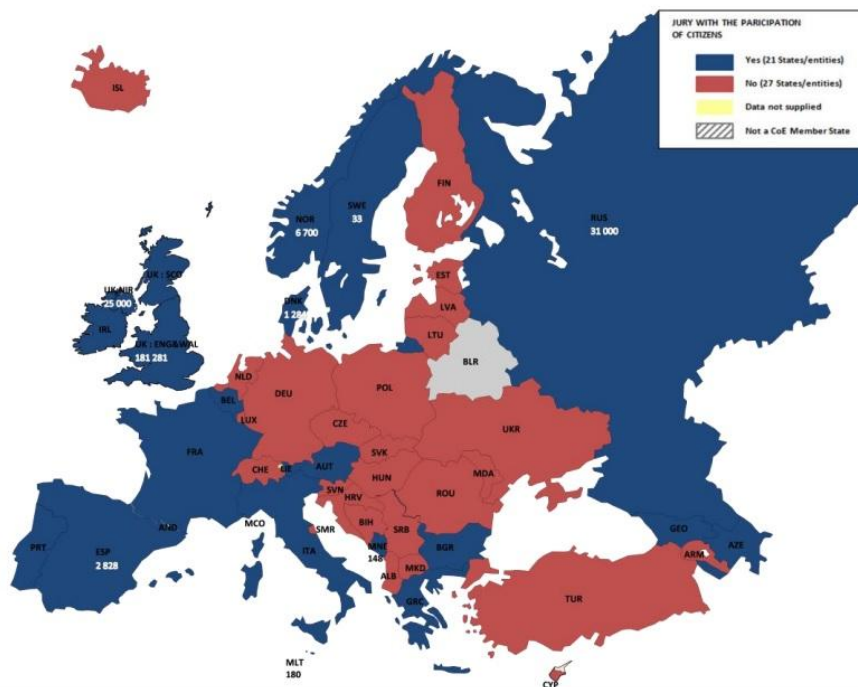 JURY WITH THE PARICIPATION
OF CITIZENS
Yes (21 States/entities)
No (27 States/entities)
Data not supplied
Not a CoE Member State
ISL
FIN
NOR
6 700
SWE
33
RUS
31 000
UK : SCO
UK:NIR
25 000
DNK
1 284
EST
LVA
LTU
IRL
UK : ENG&WAL
181 281
BLR
NLD
DEU
POL
BEL
LUX
CZE
UKR
FRA
SVK
CHE
LIE
AUT
HUN
MDA
SVN
HRV
ROU
AND
MCO
SMR
BIH
SRB
GEO
PRT
ESP
2 828
ITA
MNE
148
BGR
ARM
AZE
ALB
MKD
GRC
TUR
MLT
180
CYP